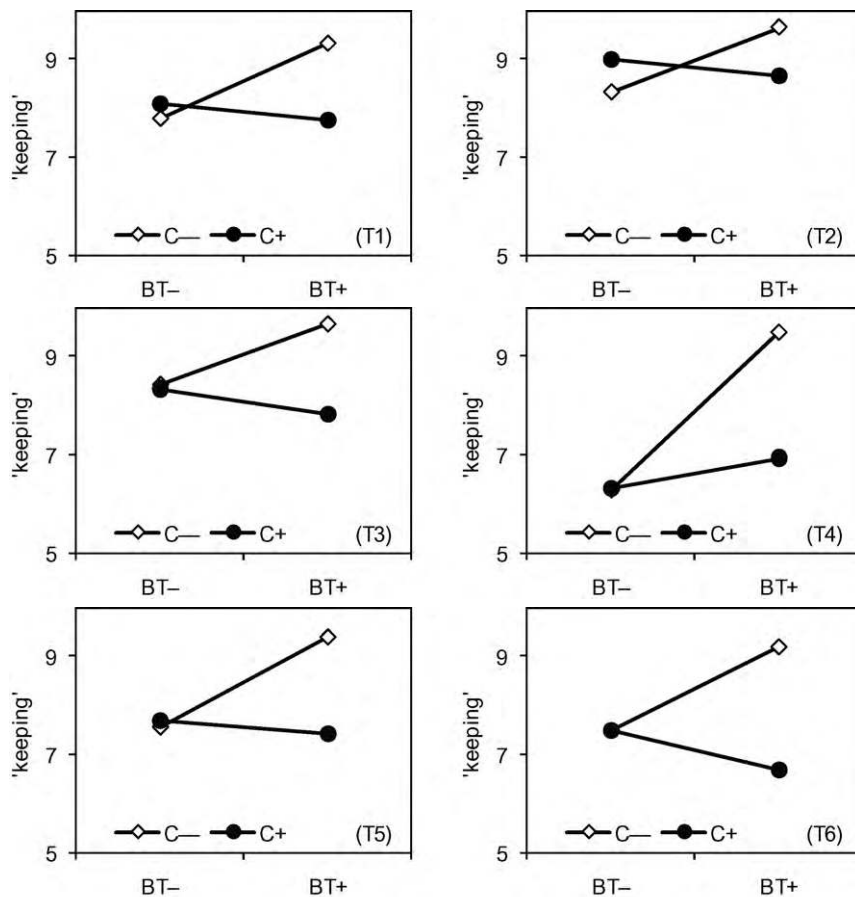 9
7
5
'keeping'
C— C+ (T1)
BT– BT+
9
7
5
'keeping'
C— C+ (T2)
BT– BT+
9
7
5
'keeping'
C— C+ (T3)
BT– BT+
9
7
5
'keeping'
C— C+ (T4)
BT– BT+
9
7
5
'keeping'
C— C+ (T5)
BT– BT+
9
7
5
'keeping'
C— C+ (T6)
BT– BT+